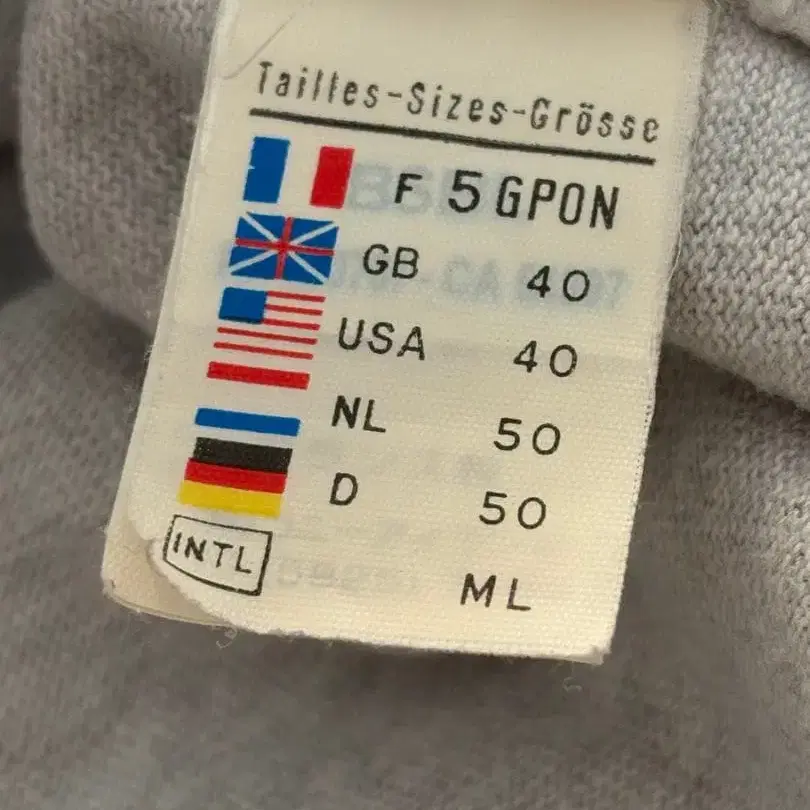 Tailles-Sizes-Grösse
F 5 GPON
GB 40
USA 40
NL 50
D 50
INTL ML